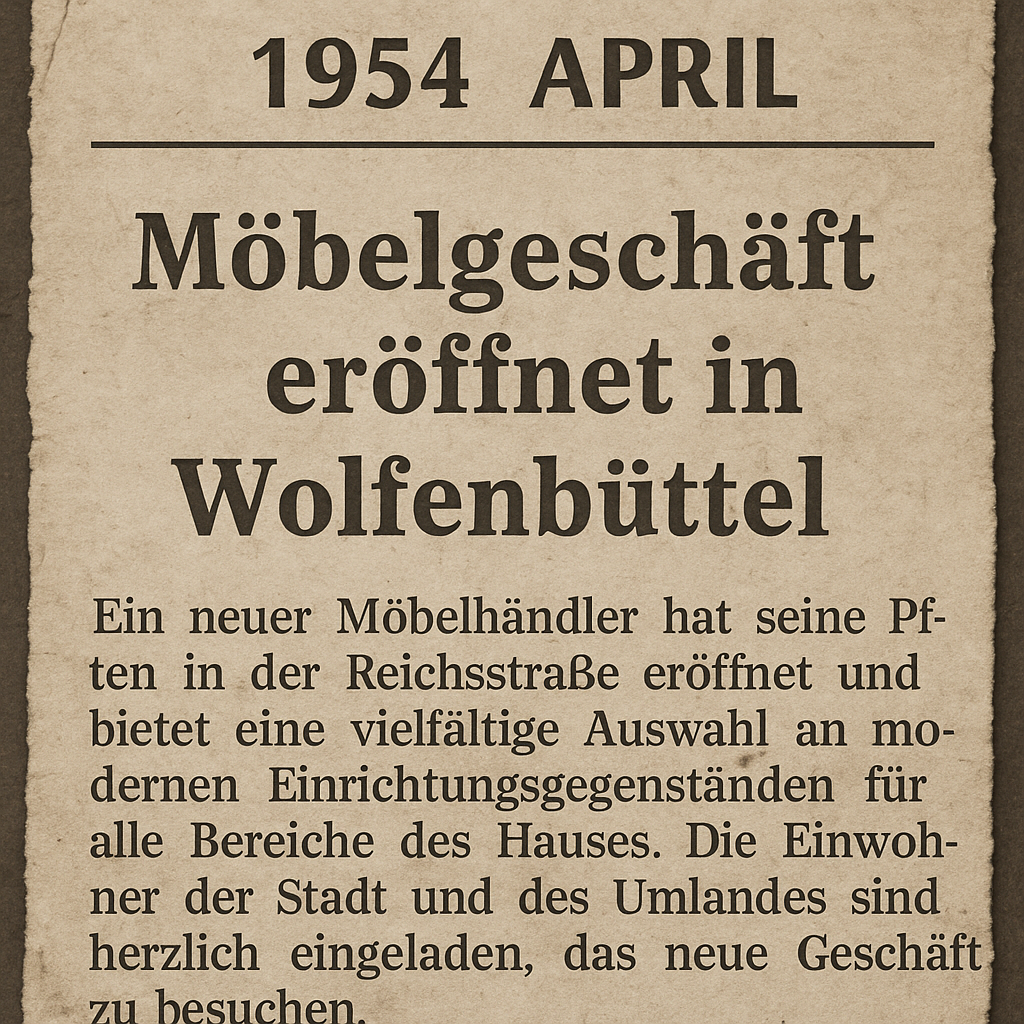 1954 APRIL
Möbelgeschäft
eröffnet in
Wolfenbüttel
Ein neuer Möbelhändler hat seine Pf-
ten in der Reichsstraße eröffnet und
bietet eine vielfältige Auswahl an mo-
dernen Einrichtungsgegenständen für
alle Bereiche des Hauses. Die Einwoh-
ner der Stadt und des Umlandes sind
herzlich eingeladen, das neue Geschäft
zu besuchen.